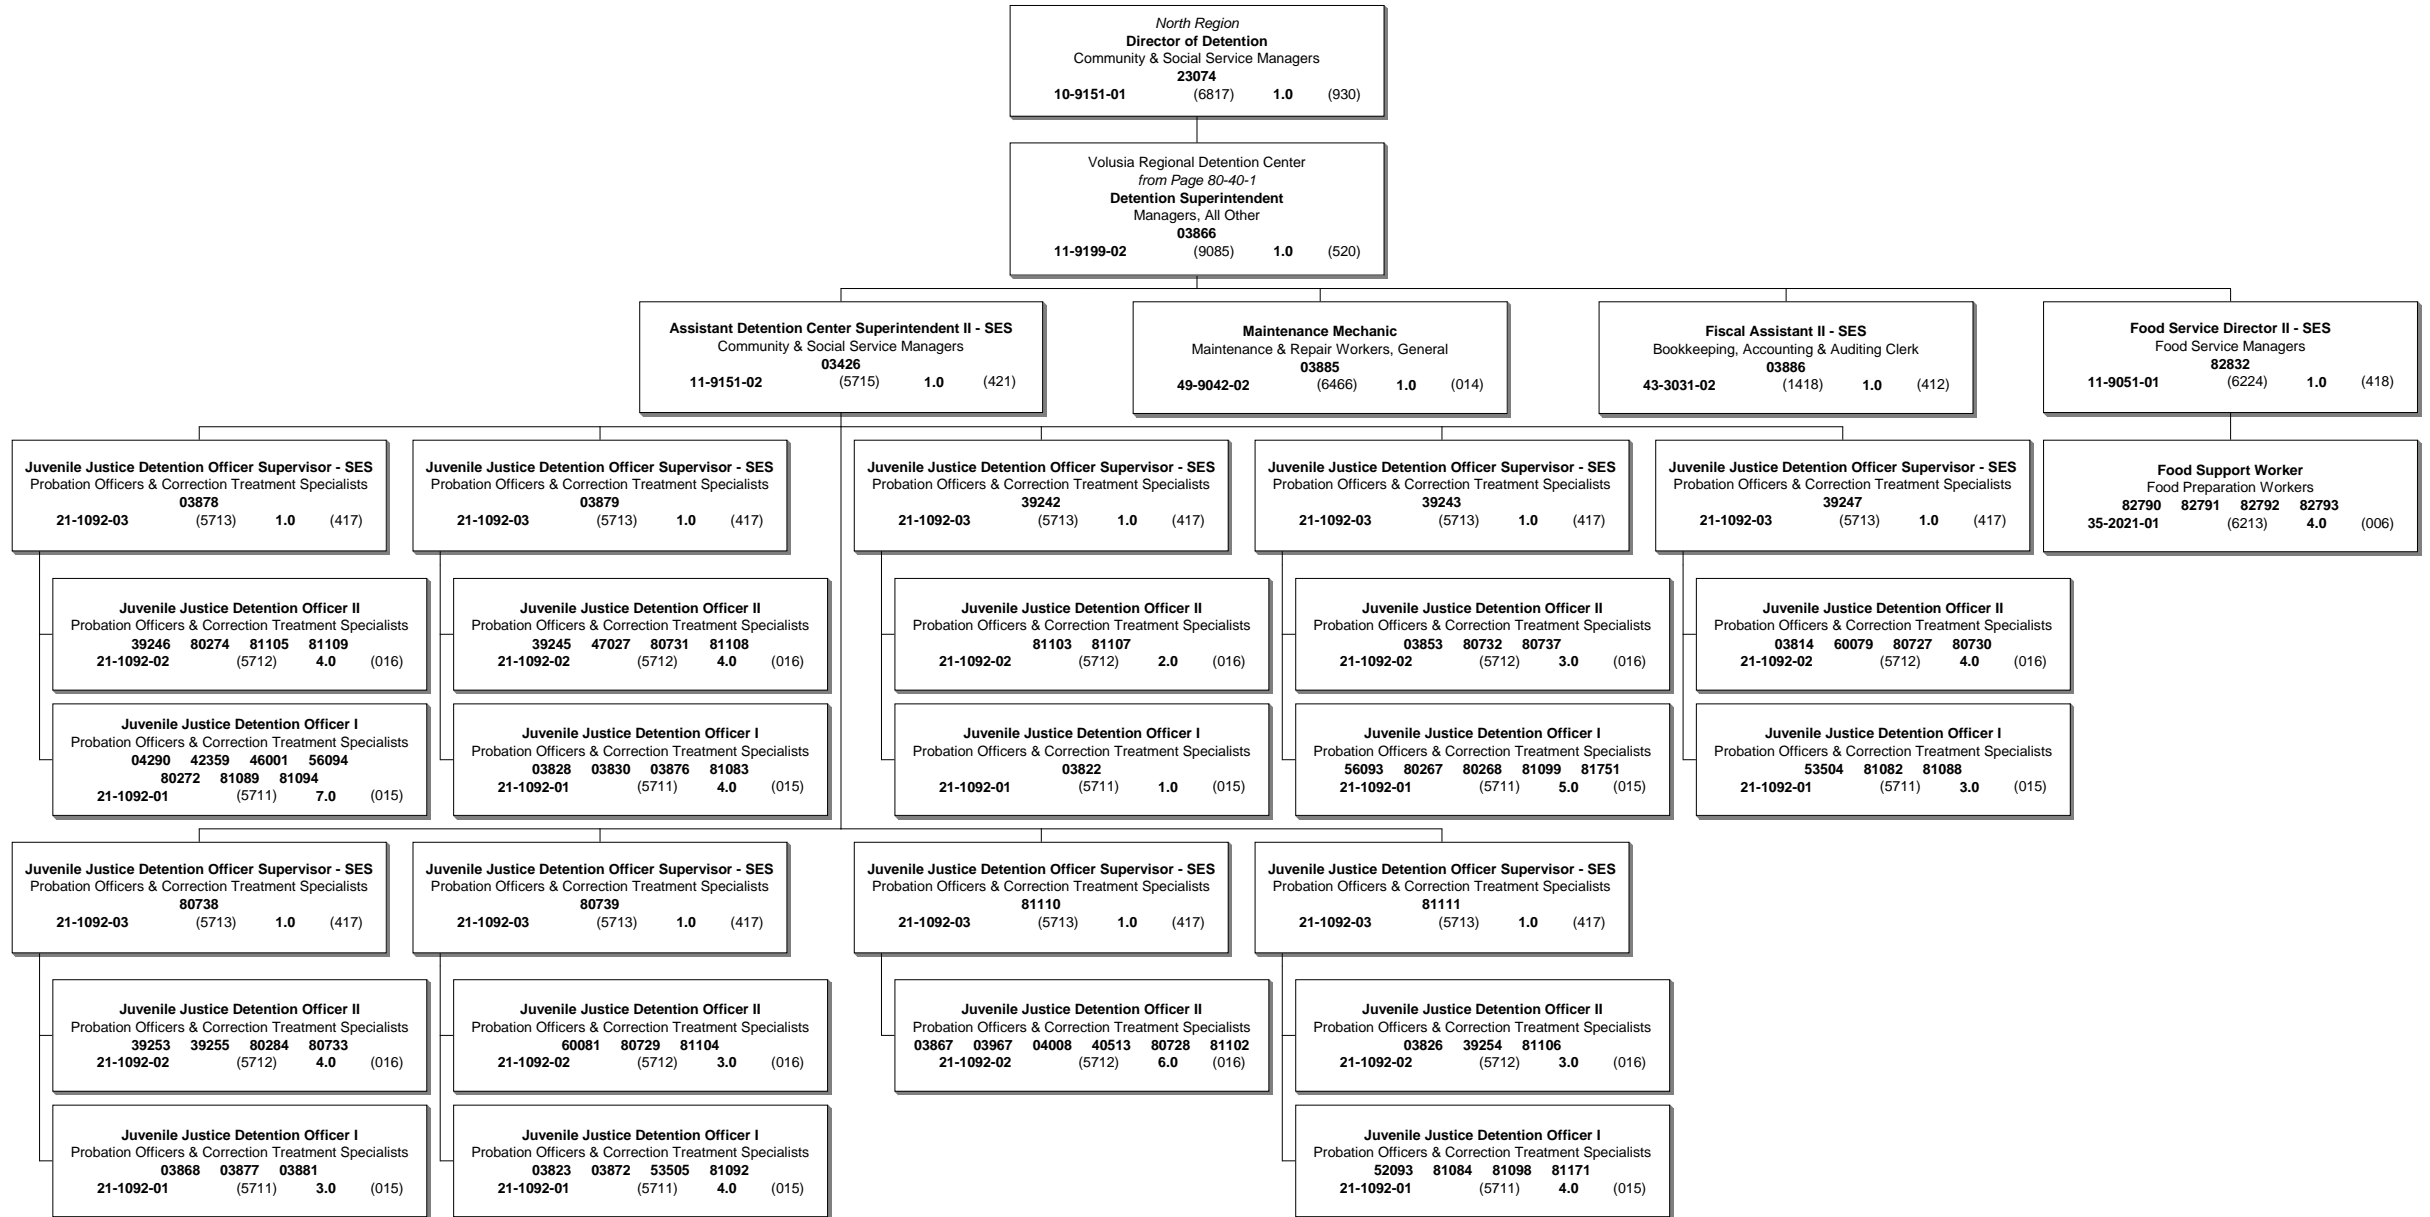 North Region
Director of Detention
Community & Social Service Managers
23074
10-9151-01 (6817) 1.0 (930)
Volusia Regional Detention Center
from Page 80-40-1
Detention Superintendent
Managers, All Other
03866
11-9199-02 (9085) 1.0 (520)
Assistant Detention Center Superintendent II - SES
Community & Social Service Managers
03426
11-9151-02 (5715) 1.0 (421)
Maintenance Mechanic
Maintenance & Repair Workers, General
03885
49-9042-02 (6466) 1.0 (014)
Fiscal Assistant II - SES
Bookkeeping, Accounting & Auditing Clerk
03886
43-3031-02 (1418) 1.0 (412)
Food Service Director II - SES
Food Service Managers
82832
11-9051-01 (6224) 1.0 (418)
Juvenile Justice Detention Officer Supervisor - SES
Probation Officers & Correction Treatment Specialists
03878
21-1092-03 (5713) 1.0 (417)
Juvenile Justice Detention Officer Supervisor - SES
Probation Officers & Correction Treatment Specialists
03879
21-1092-03 (5713) 1.0 (417)
Juvenile Justice Detention Officer Supervisor - SES
Probation Officers & Correction Treatment Specialists
39242
21-1092-03 (5713) 1.0 (417)
Juvenile Justice Detention Officer Supervisor - SES
Probation Officers & Correction Treatment Specialists
39243
21-1092-03 (5713) 1.0 (417)
Juvenile Justice Detention Officer Supervisor - SES
Probation Officers & Correction Treatment Specialists
39247
21-1092-03 (5713) 1.0 (417)
Food Support Worker
Food Preparation Workers
82790 82791 82792 82793
35-2021-01 (6213) 4.0 (006)
Juvenile Justice Detention Officer II
Probation Officers & Correction Treatment Specialists
39246 80274 81105 81109
21-1092-02 (5712) 4.0 (016)
Juvenile Justice Detention Officer II
Probation Officers & Correction Treatment Specialists
39245 47027 80731 81108
21-1092-02 (5712) 4.0 (016)
Juvenile Justice Detention Officer II
Probation Officers & Correction Treatment Specialists
81103 81107
21-1092-02 (5712) 2.0 (016)
Juvenile Justice Detention Officer II
Probation Officers & Correction Treatment Specialists
03853 80732 80737
21-1092-02 (5712) 3.0 (016)
Juvenile Justice Detention Officer II
Probation Officers & Correction Treatment Specialists
03814 60079 80727 80730
21-1092-02 (5712) 4.0 (016)
Juvenile Justice Detention Officer I
Probation Officers & Correction Treatment Specialists
04290 42359 46001 56094
80272 81089 81094
21-1092-01 (5711) 7.0 (015)
Juvenile Justice Detention Officer I
Probation Officers & Correction Treatment Specialists
03828 03830 03876 81083
21-1092-01 (5711) 4.0 (015)
Juvenile Justice Detention Officer I
Probation Officers & Correction Treatment Specialists
03822
21-1092-01 (5711) 1.0 (015)
Juvenile Justice Detention Officer I
Probation Officers & Correction Treatment Specialists
56093 80267 80268 81099 81751
21-1092-01 (5711) 5.0 (015)
Juvenile Justice Detention Officer I
Probation Officers & Correction Treatment Specialists
53504 81082 81088
21-1092-01 (5711) 3.0 (015)
Juvenile Justice Detention Officer Supervisor - SES
Probation Officers & Correction Treatment Specialists
80738
21-1092-03 (5713) 1.0 (417)
Juvenile Justice Detention Officer Supervisor - SES
Probation Officers & Correction Treatment Specialists
80739
21-1092-03 (5713) 1.0 (417)
Juvenile Justice Detention Officer Supervisor - SES
Probation Officers & Correction Treatment Specialists
81110
21-1092-03 (5713) 1.0 (417)
Juvenile Justice Detention Officer Supervisor - SES
Probation Officers & Correction Treatment Specialists
81111
21-1092-03 (5713) 1.0 (417)
Juvenile Justice Detention Officer II
Probation Officers & Correction Treatment Specialists
39253 39255 80284 80733
21-1092-02 (5712) 4.0 (016)
Juvenile Justice Detention Officer II
Probation Officers & Correction Treatment Specialists
60081 80729 81104
21-1092-02 (5712) 3.0 (016)
Juvenile Justice Detention Officer II
Probation Officers & Correction Treatment Specialists
03867 03967 04008 40513 80728 81102
21-1092-02 (5712) 6.0 (016)
Juvenile Justice Detention Officer II
Probation Officers & Correction Treatment Specialists
03826 39254 81106
21-1092-02 (5712) 3.0 (016)
Juvenile Justice Detention Officer I
Probation Officers & Correction Treatment Specialists
03868 03877 03881
21-1092-01 (5711) 3.0 (015)
Juvenile Justice Detention Officer I
Probation Officers & Correction Treatment Specialists
03823 03872 53505 81092
21-1092-01 (5711) 4.0 (015)
Juvenile Justice Detention Officer I
Probation Officers & Correction Treatment Specialists
52093 81084 81098 81171
21-1092-01 (5711) 4.0 (015)